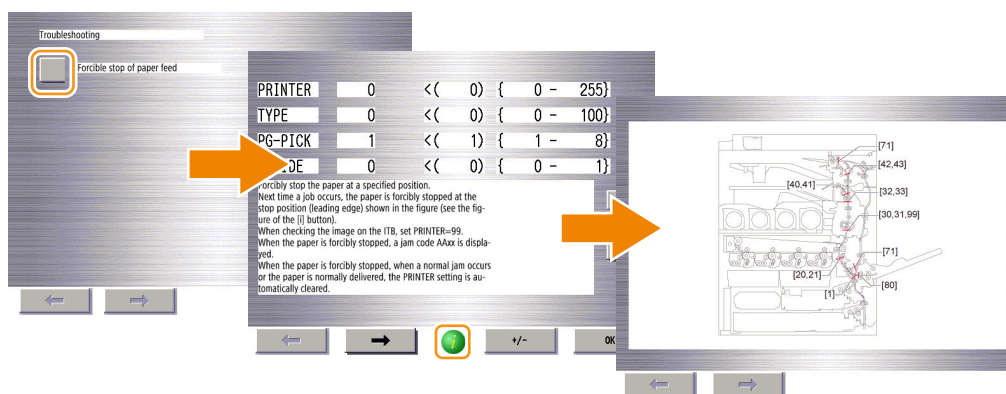 Troubleshooting
Forcible stop of paper feed
PRINTER 0 <( 0) { 0 - 255}
TYPE 0 <( 0) { 0 - 100}
PG-PICK 1 <( 1) { 1 - 8}
0 <( 0) { 0 - 1}
Forcibly stop the paper at a specified position.
Next time a job occurs, the paper is forcibly stopped at the
stop position (leading edge) shown in the figure (see the fig-
ure of the [i] button).
When checking the image on the ITB, set PRINTER=99.
When the paper is forcibly stopped, a jam code AAxx is displa-
yed.
When the paper is forcibly stopped, when a normal jam occurs
or the paper is normally delivered, the PRINTER setting is au-
tomatically cleared.
i
+/-
OK
[71]
[42,43]
[40,41]
[32,33]
[30,31,99]
[71]
[20,21]
[80]
[1]